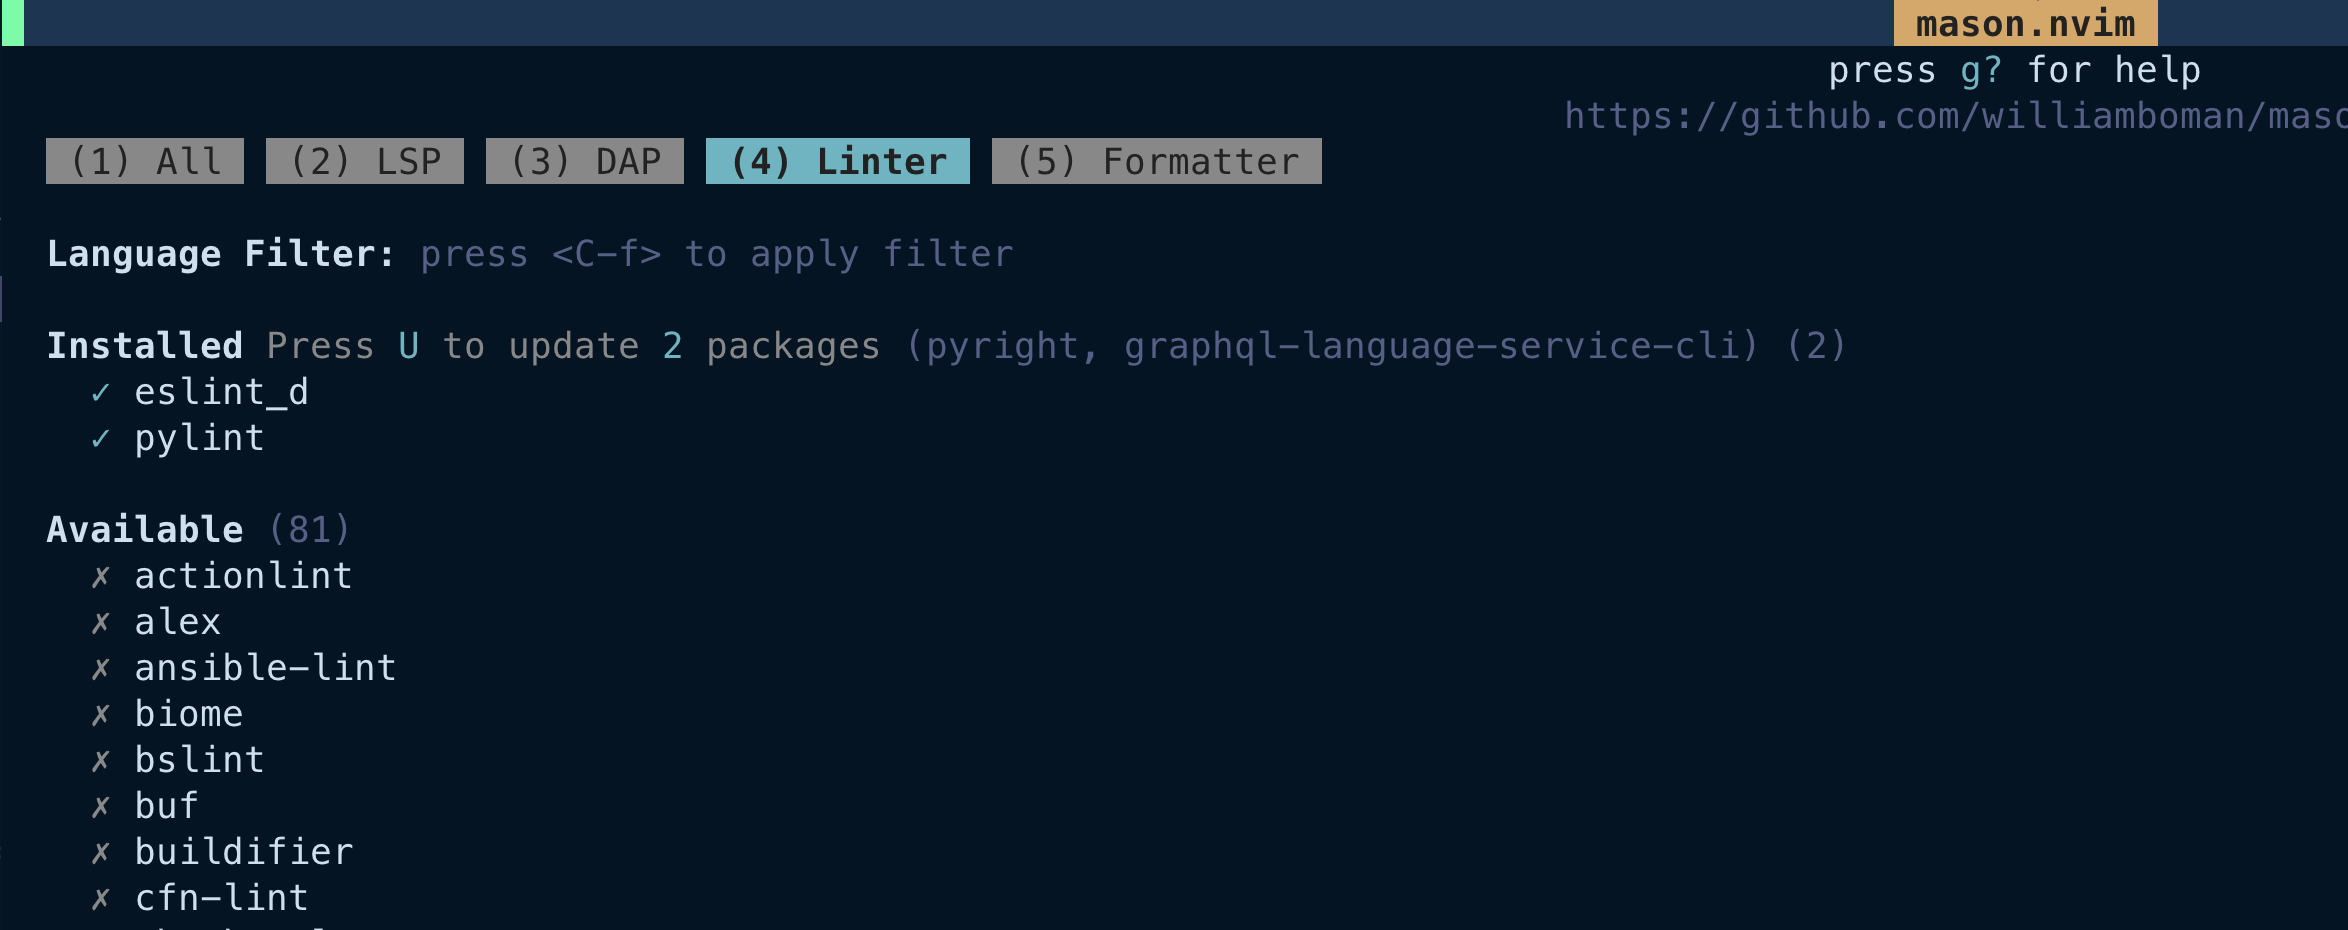 mason.nvim
press g? for help
https://github.com/williamboman/maso
(1) All (2) LSP (3) DAP (4) Linter (5) Formatter
Language Filter: press <C-f> to apply filter
Installed Press U to update 2 packages (pyright, graphql-language-service-cli) (2)
✓ eslint_d
✓ pylint
Available (81)
✗ actionlint
✗ alex
✗ ansible-lint
✗ biome
✗ bslint
✗ buf
✗ buildifier
✗ cfn-lint